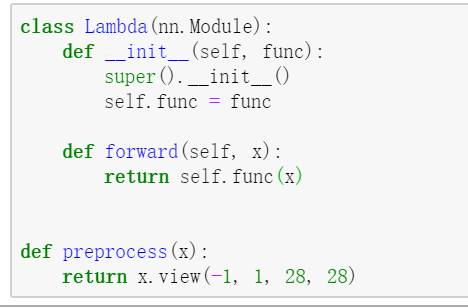 class Lambda(nn.Module):
    def __init__(self, func):
        super().__init__()
        self.func = func

    def forward(self, x):
        return self.func(x)


def preprocess(x):
    return x.view(-1, 1, 28, 28)